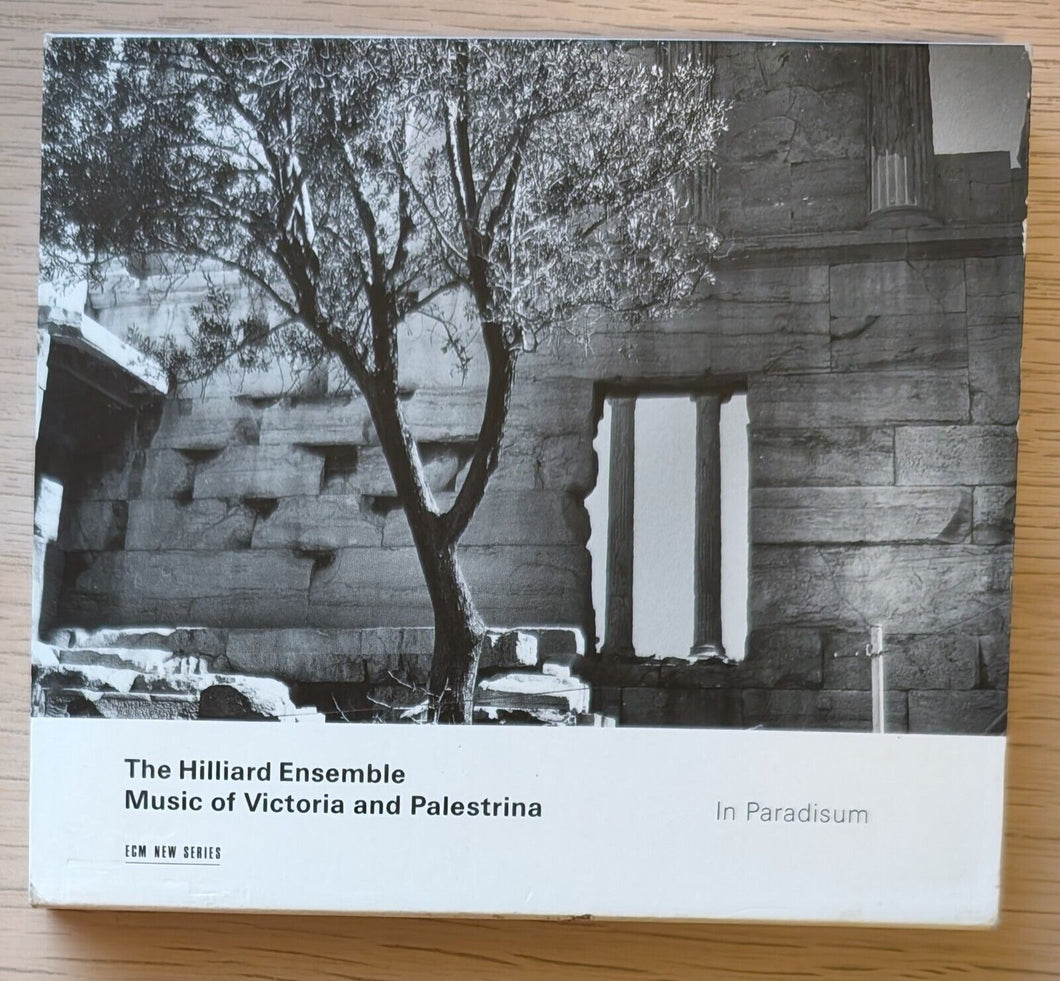 The Hilliard Ensemble
Music of Victoria and Palestrina
In Paradisum
ECM NEW SERIES